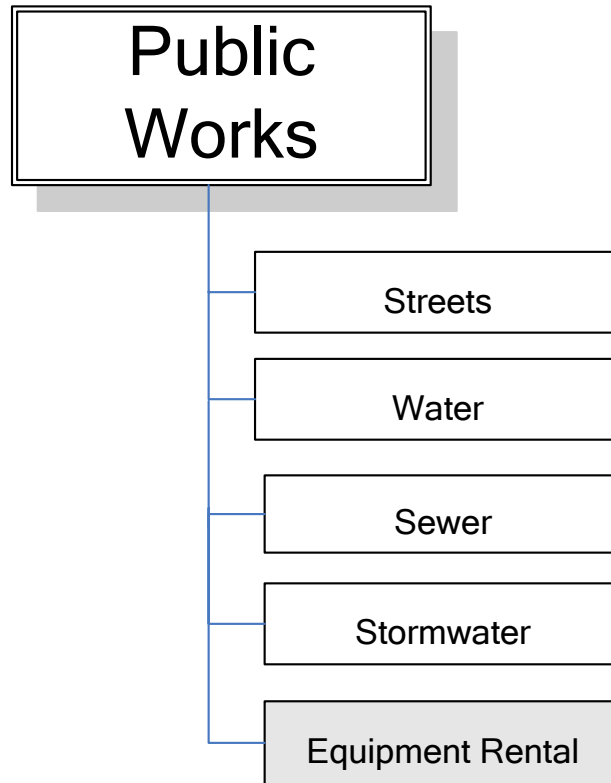 Public
Works
Streets
Water
Sewer
Stormwater
Equipment Rental